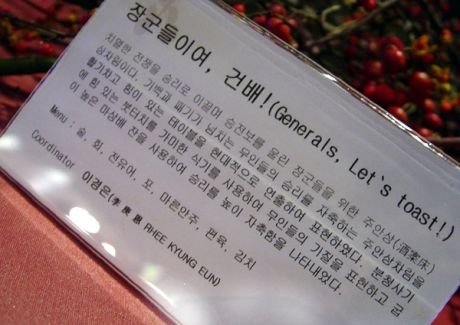 장군들이여, 건배!(Generals, Let`s toast!)
치열한 전쟁을 승리로 이끌며 승전보를 울린 장군들을 위한 주안상(酒案床)
상차림이다. 기백과 패기가 넘치는 무인들의 승리를 자축하는 주안상차림을
활기차고 힘이 있는 테이블을 현대적으로 연출하여 표현하였다. 분청사기
에 힘 있는 붓터치를 가미한 식기를 사용하여 무인들의 기질을 표현하고 굽
이 높은 마상배 잔을 사용하여 승리를 높이 자축함을 나타내었다.
Menu : 술, 회, 전유어, 포, 마른안주, 편육, 김치
Coordinator 이경은(李庚恩 RHEE KYUNG EUN)